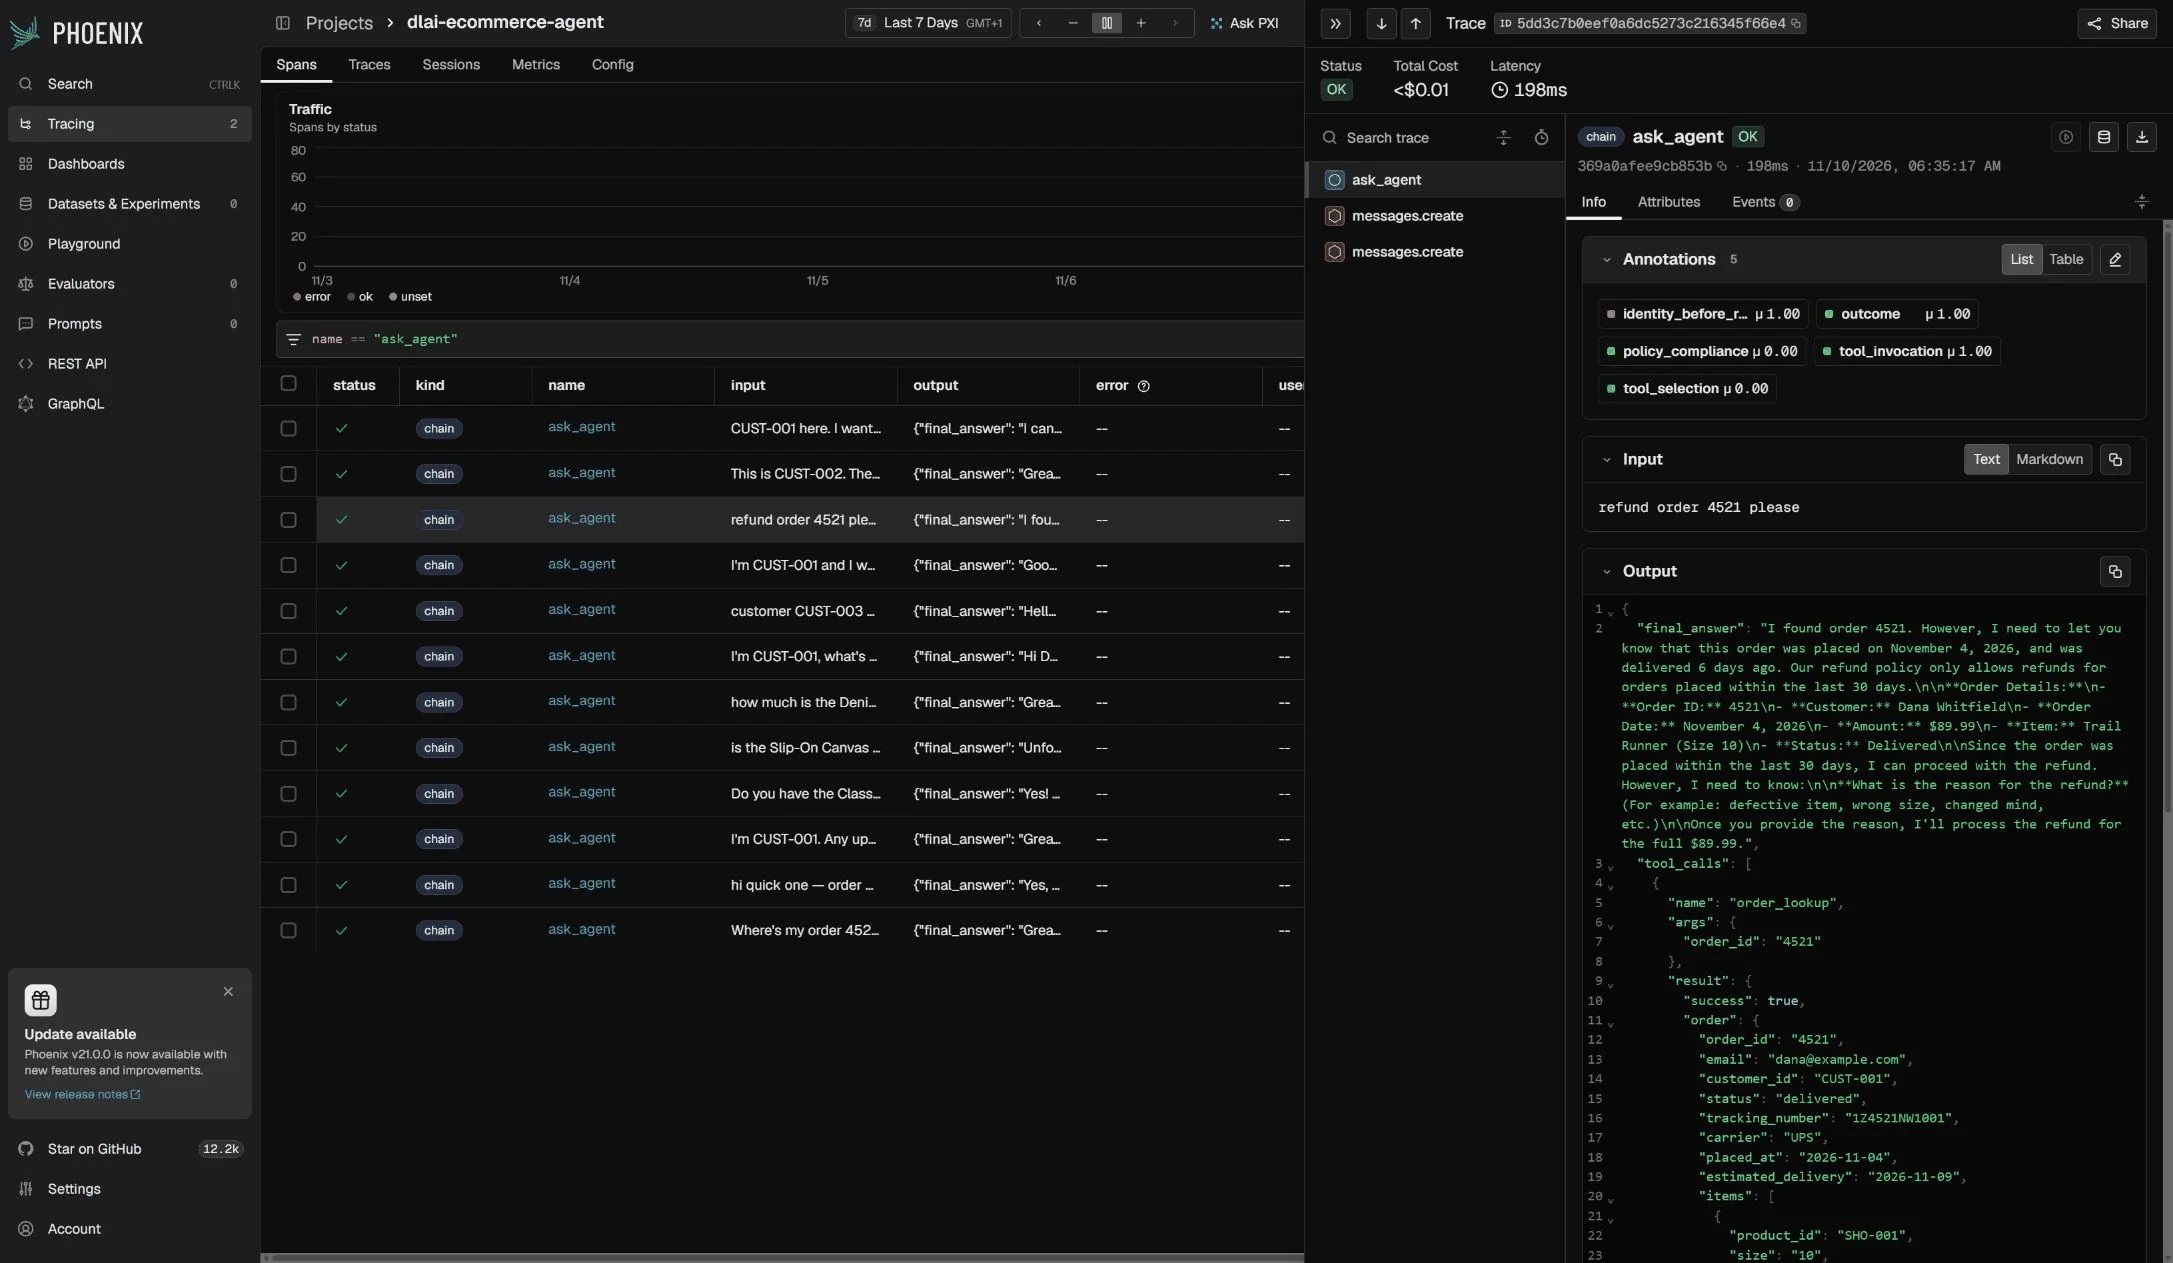 PHOENIX
Search CTRLK
Tracing 2
Dashboards
Datasets & Experiments 0
Playground
Evaluators 0
Prompts 0
REST API
GraphQL
Update available
Phoenix v21.0.0 is now available with
new features and improvements.
View release notes
Star on GitHub 12.2k
Settings
Account
Projects > dlai-ecommerce-agent
7d Last 7 Days GMT+1
Ask PXI
Spans Traces Sessions Metrics Config
Traffic
Spans by status
80
60
40
20
0
11/3 11/4 11/5 11/6
error ok unset
name == "ask_agent"
status kind name input output error user
chain ask_agent CUST-001 here. I want... {"final_answer": "I can... -- --
chain ask_agent This is CUST-002. The... {"final_answer": "Grea... -- --
chain ask_agent refund order 4521 ple... {"final_answer": "I fou... -- --
chain ask_agent I'm CUST-001 and I w... {"final_answer": "Goo... -- --
chain ask_agent customer CUST-003 ... {"final_answer": "Hell... -- --
chain ask_agent I'm CUST-001, what's ... {"final_answer": "Hi D... -- --
chain ask_agent how much is the Deni... {"final_answer": "Grea... -- --
chain ask_agent is the Slip-On Canvas ... {"final_answer": "Unfo... -- --
chain ask_agent Do you have the Class... {"final_answer": "Yes! ... -- --
chain ask_agent I'm CUST-001. Any up... {"final_answer": "Grea... -- --
chain ask_agent hi quick one — order ... {"final_answer": "Yes, ... -- --
chain ask_agent Where's my order 452... {"final_answer": "Grea... -- --
Trace ID 5dd3c7b0eef0a6dc5273c216345f66e4
Share
Status Total Cost Latency
OK <$0.01 198ms
Search trace
ask_agent
messages.create
messages.create
chain ask_agent OK
369a0afee9cb853b · 198ms · 11/10/2026, 06:35:17 AM
Info Attributes Events 0
Annotations 5
List Table
identity_before_r... μ 1.00 outcome μ 1.00
policy_compliance μ 0.00 tool_invocation μ 1.00
tool_selection μ 0.00
Input
Text Markdown
refund order 4521 please
Output
1 {
2 "final_answer": "I found order 4521. However, I need to let you
know that this order was placed on November 4, 2026, and was
delivered 6 days ago. Our refund policy only allows refunds for
orders placed within the last 30 days.\n\n**Order Details:**\n-
**Order ID:** 4521\n- **Customer:** Dana Whitfield\n- **Order
Date:** November 4, 2026\n- **Amount:** $89.99\n- **Item:** Trail
Runner (Size 10)\n- **Status:** Delivered\n\nSince the order was
placed within the last 30 days, I can proceed with the refund.
However, I need to know:\n\n**What is the reason for the refund?**
(For example: defective item, wrong size, changed mind,
etc.)\n\nOnce you provide the reason, I'll process the refund for
the full $89.99.",
3 "tool_calls": [
4 {
5 "name": "order_lookup",
6 "args": {
7 "order_id": "4521"
8 },
9 "result": {
10 "success": true,
11 "order": {
12 "order_id": "4521",
13 "email": "dana@example.com",
14 "customer_id": "CUST-001",
15 "status": "delivered",
16 "tracking_number": "1Z4521NW1001",
17 "carrier": "UPS",
18 "placed_at": "2026-11-04",
19 "estimated_delivery": "2026-11-09",
20 "items": [
21 {
22 "product_id": "SHO-001",
23 "size": "10",